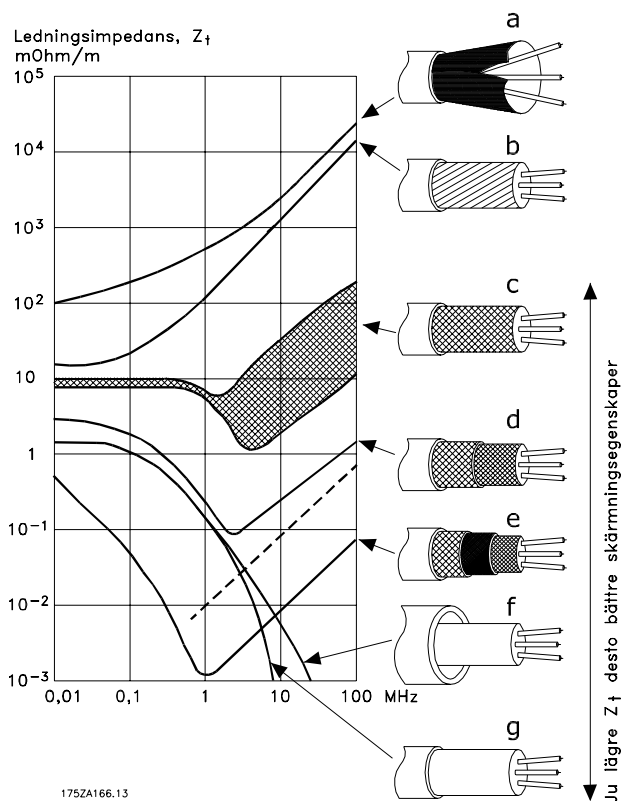 Ledningsimpedans, Zt
mOhm/m
10⁵
10⁴
10³
10²
10
1
10⁻¹
10⁻²
10⁻³
0,01 0,1 1 10 100 MHz
a
b
c
d
e
f
g
Ju lägre Zt desto bättre skärmningsegenskaper
175ZA166.13